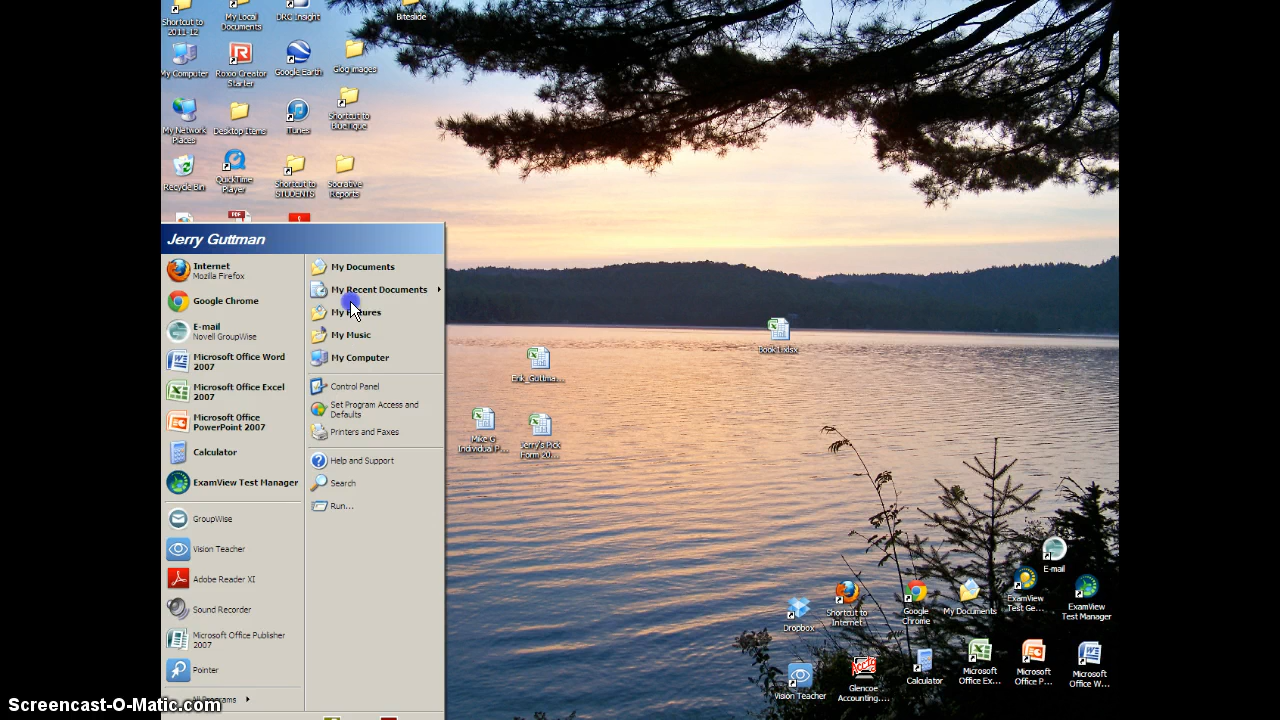 Shortcut to
2011-12
My Local
Documents
DRG Insight
Biteslide
My Computer
Roxio Creator
Starter
Google Earth
Glog images
My Network
Places
Desktop Items
iTunes
Shortcut to
BlueTique
Recycle Bin
QuickTime
Player
Shortcut to
STUDENTS
Socrative
Reports
Jerry Guttman
Internet
Mozilla Firefox
Google Chrome
E-mail
Novell GroupWise
Microsoft Office Word
2007
Microsoft Office Excel
2007
Microsoft Office
PowerPoint 2007
Calculator
ExamView Test Manager
GroupWise
Vision Teacher
Adobe Reader XI
Sound Recorder
Microsoft Office Publisher
2007
Pointer
All Programs
My Documents
My Recent Documents
My Pictures
My Music
My Computer
Control Panel
Set Program Access and
Defaults
Printers and Faxes
Help and Support
Search
Run...
Book1.xlsx
Erik_Guttma...
Mike G
Individual P...
Jerry's Pick
Form 20...
E-mail
Dropbox
Shortcut to
Internet
Google
Chrome
My Documents
ExamView
Test Ge...
ExamView
Test Manager
Vision Teacher
Glencoe
Accounting...
Calculator
Microsoft
Office Ex...
Microsoft
Office P...
Microsoft
Office W...
Screencast-O-Matic.com